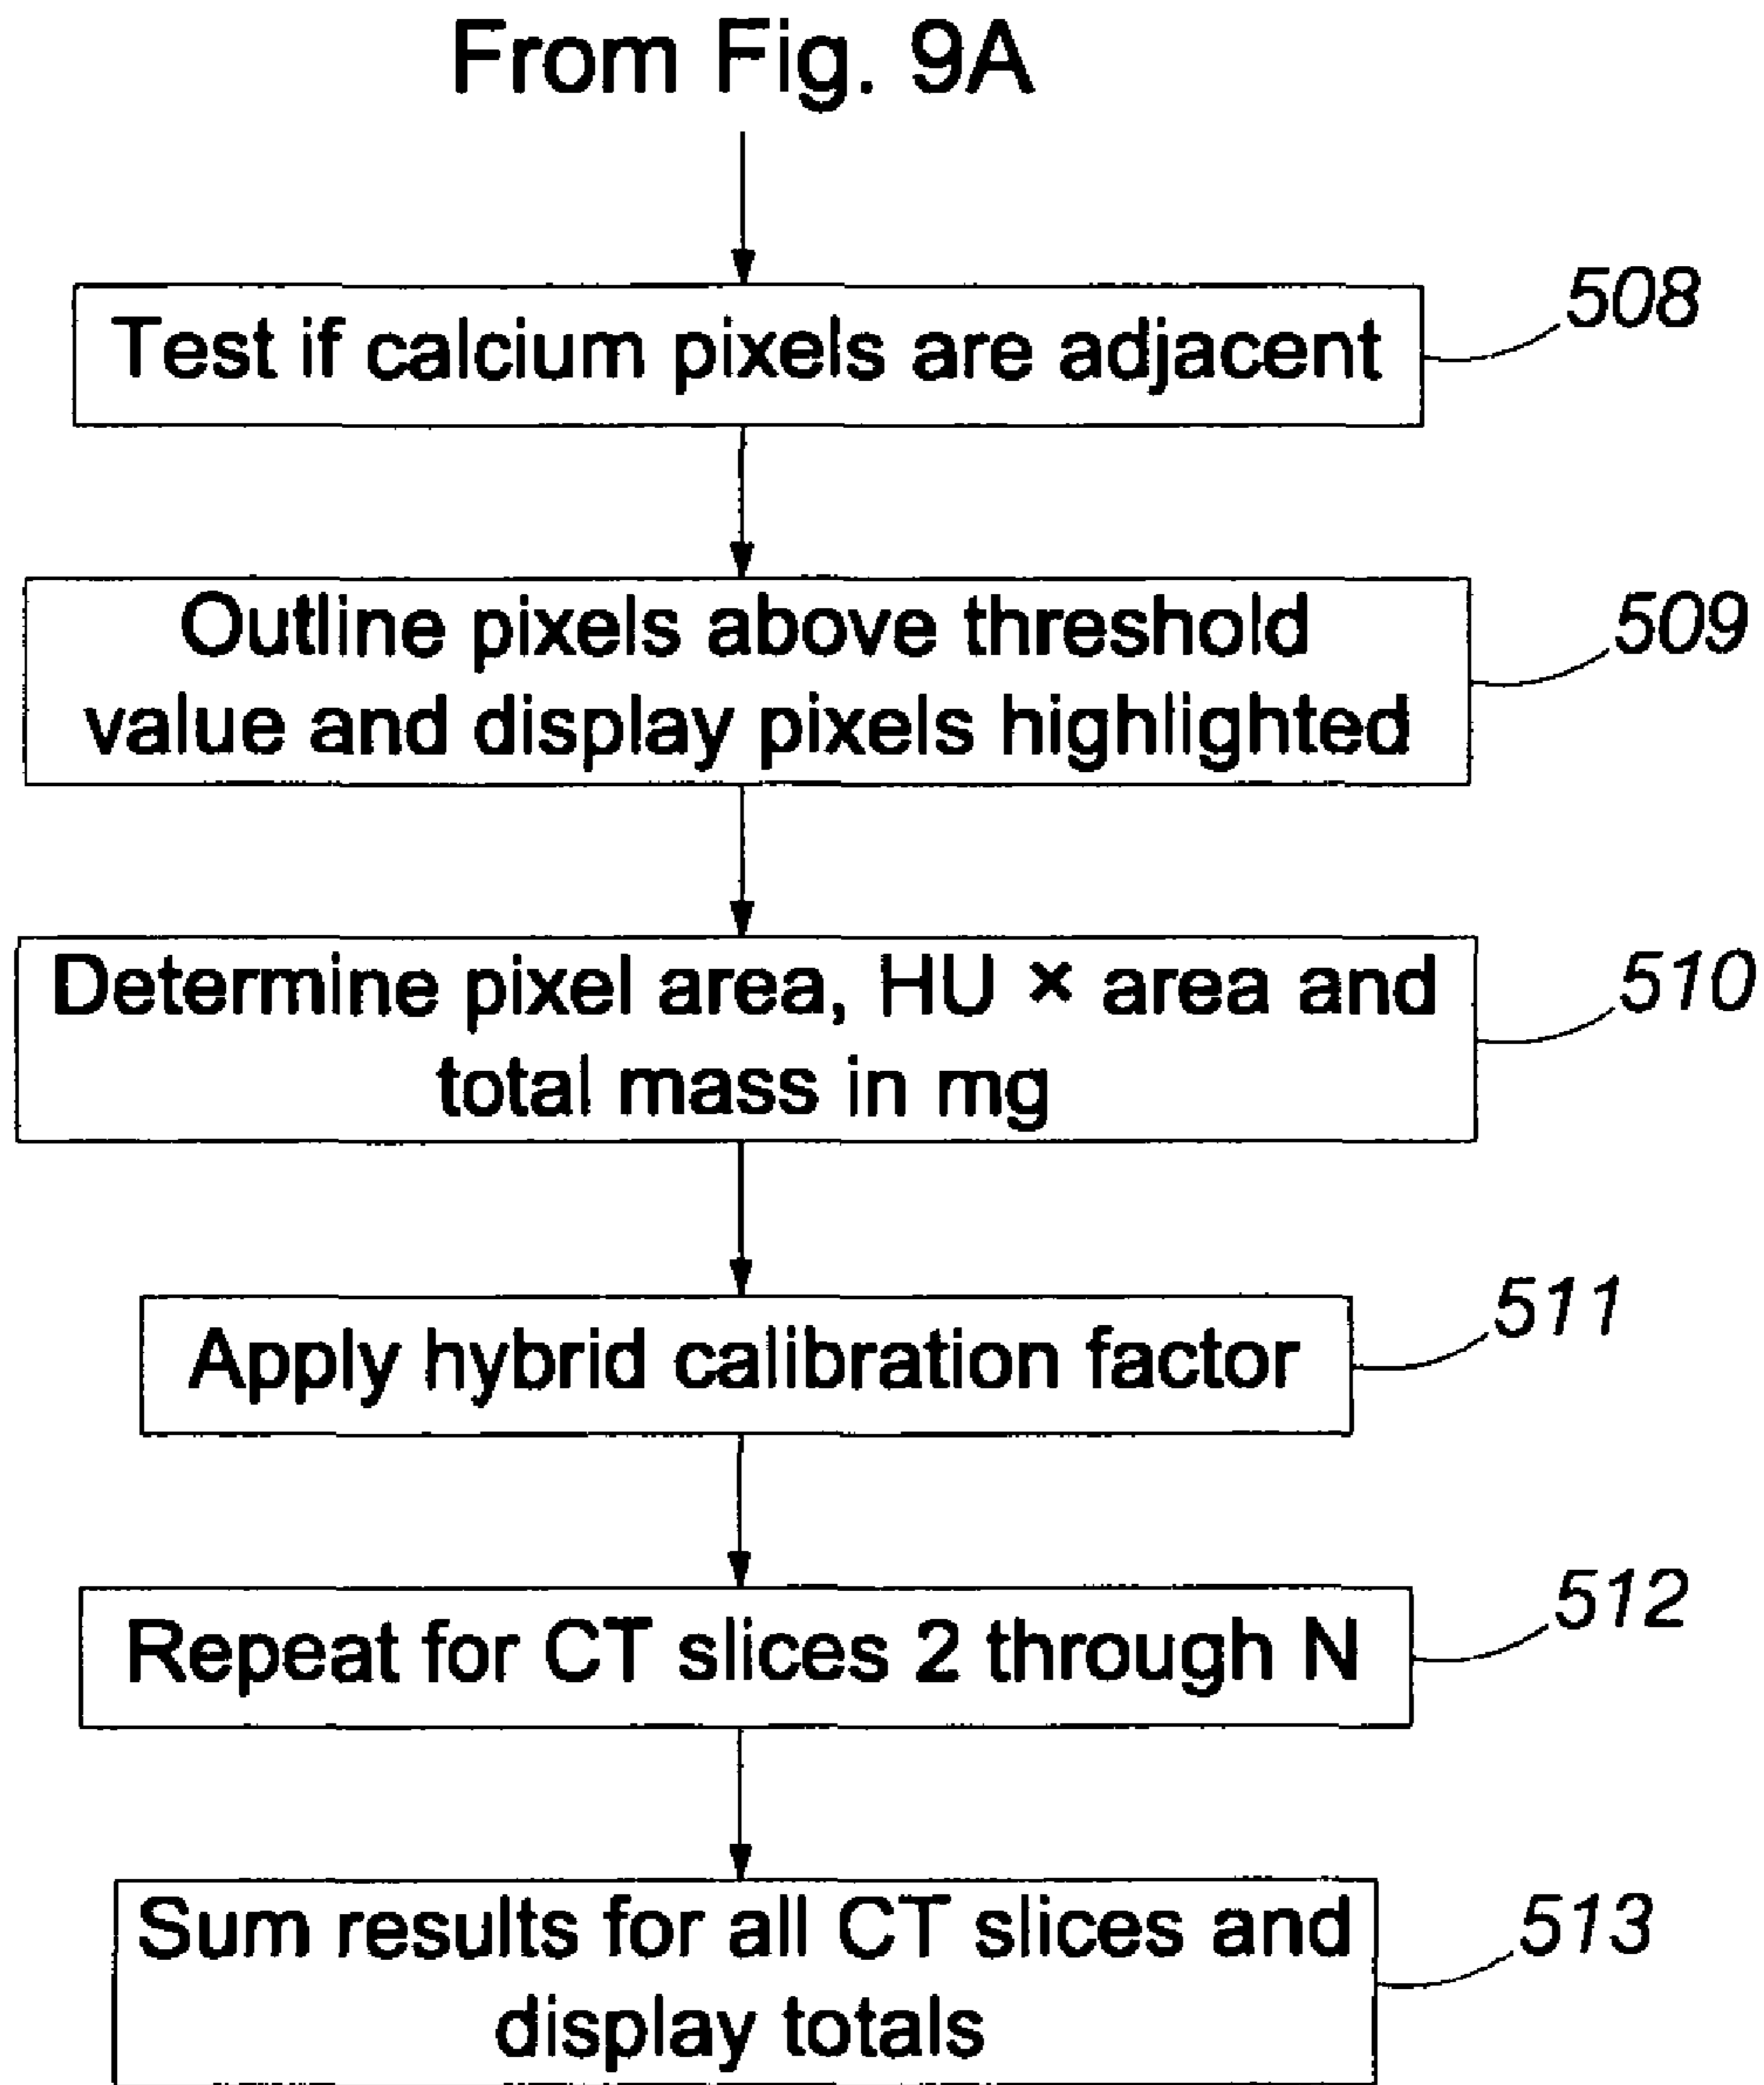 From Fig. 9A
Test if calcium pixels are adjacent
508
Outline pixels above threshold
value and display pixels highlighted
509
Determine pixel area, HU × area and
total mass in mg
510
Apply hybrid calibration factor
511
Repeat for CT slices 2 through N
512
Sum results for all CT slices and
display totals
513